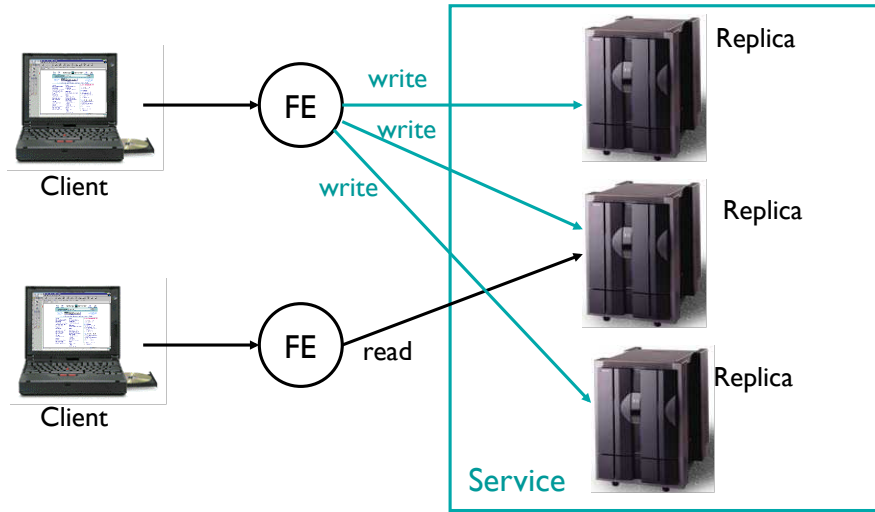 Replica
write
FE
write
Client
write
Replica
FE
read
Replica
Client
Service